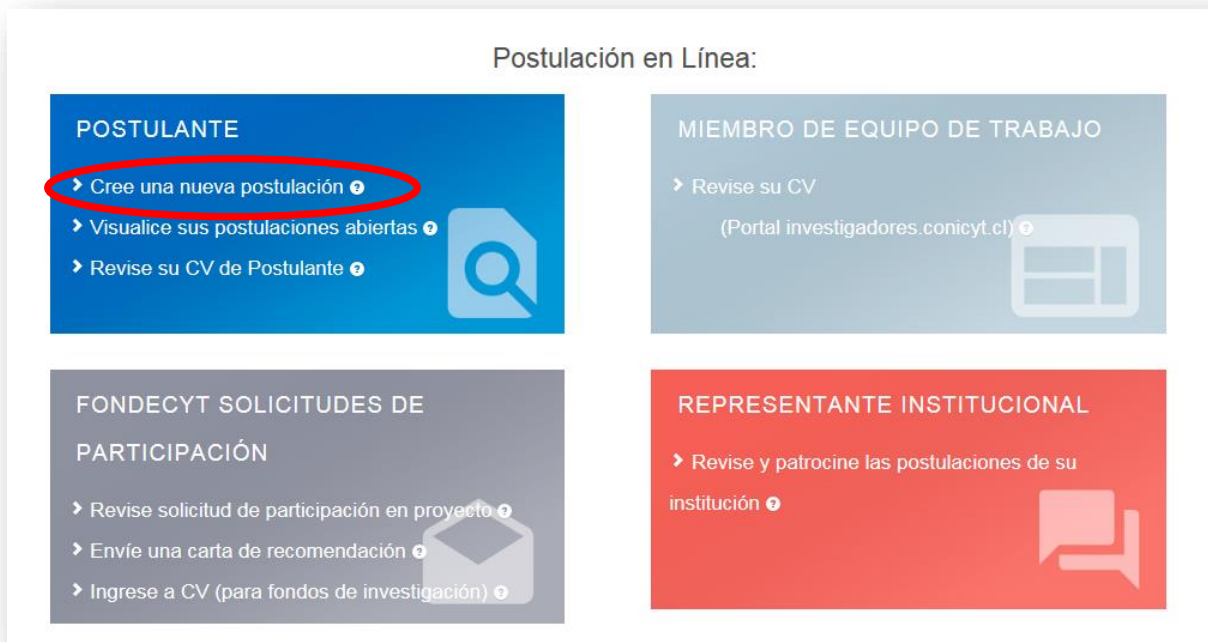 Postulación en Línea:
POSTULANTE
Cree una nueva postulación
Visualice sus postulaciones abiertas
Revise su CV de Postulante
MIEMBRO DE EQUIPO DE TRABAJO
Revise su CV
(Portal investigadores.conicyt.cl)
FONDECYT SOLICITUDES DE
PARTICIPACIÓN
Revise solicitud de participación en proyecto
Envíe una carta de recomendación
Ingrese a CV (para fondos de investigación)
REPRESENTANTE INSTITUCIONAL
Revise y patrocine las postulaciones de su
institución